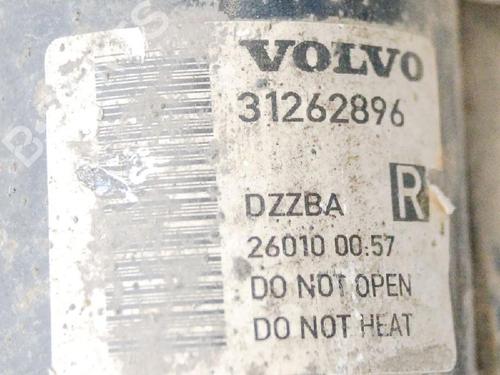 VOLVO
31262896
DZZBA R
26010 00:57
DO NOT OPEN
DO NOT HEAT